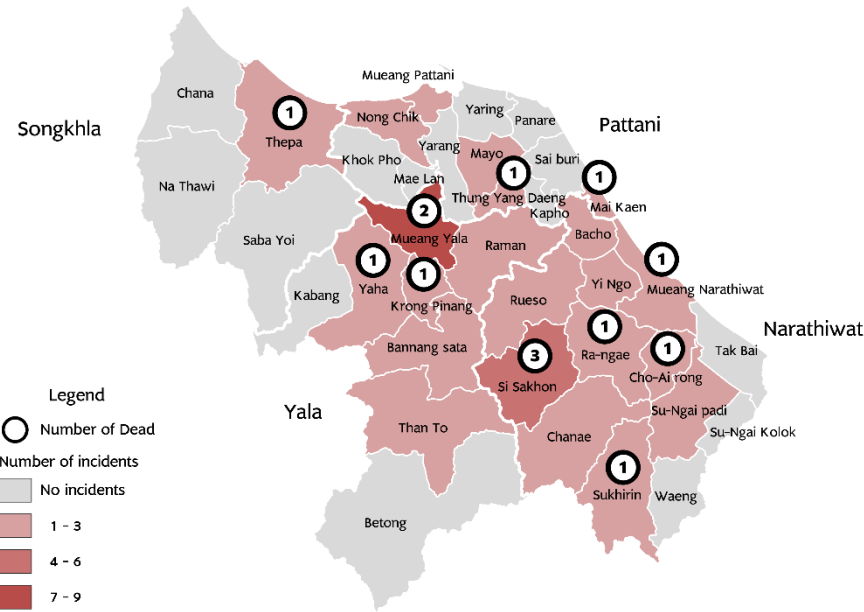 Mueang Pattani
Chana
Yaring
Panare
Songkhla
1
Thepa
Nong Chik
Pattani
Yarang
Mayo
Sai buri
Khok Pho
1
1
Na Thawi
Mae Lan
Thung Yang Daeng
Kapho
Mai Kaen
2
Mueang Yala
Saba Yoi
Raman
Bacho
1
1
1
Yaha
Krong Pinang
Yi Ngo
Mueang Narathiwat
Kabang
Rueso
1
Ra-ngae
Narathiwat
Bannang sata
3
Si Sakhon
1
Cho-Ai rong
Tak Bai
Legend
Yala
Su-Ngai padi
Number of Dead
Than To
Chanae
Su-Ngai Kolok
Number of incidents
1
Sukhirin
Waeng
No incidents
Betong
1 - 3
4 - 6
7 - 9